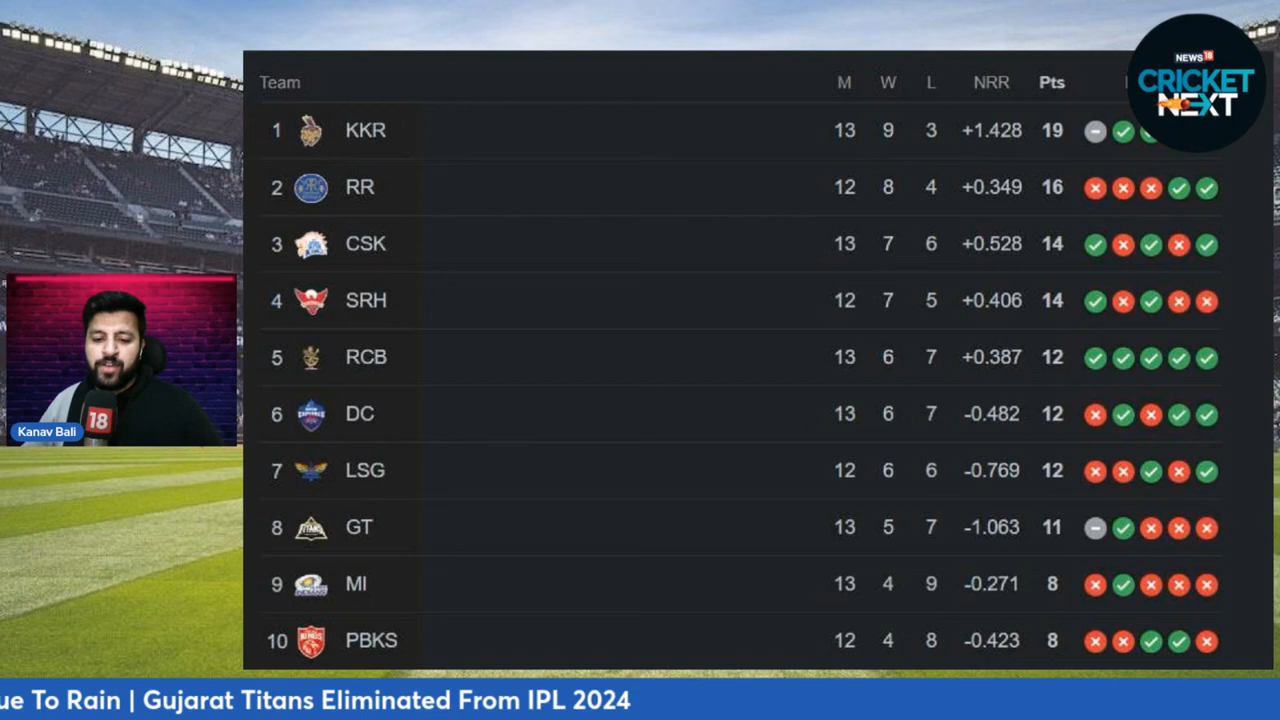 NEWS18
CRICKET
NEXT
Team M W L NRR Pts
1 KKR 13 9 3 +1.428 19
2 RR 12 8 4 +0.349 16
3 CSK 13 7 6 +0.528 14
4 SRH 12 7 5 +0.406 14
5 RCB 13 6 7 +0.387 12
6 DC 13 6 7 -0.482 12
7 LSG 12 6 6 -0.769 12
8 GT 13 5 7 -1.063 11
TITANS
9 MI 13 4 9 -0.271 8
10 PBKS 12 4 8 -0.423 8
18
Kanav Bali
ue To Rain | Gujarat Titans Eliminated From IPL 2024